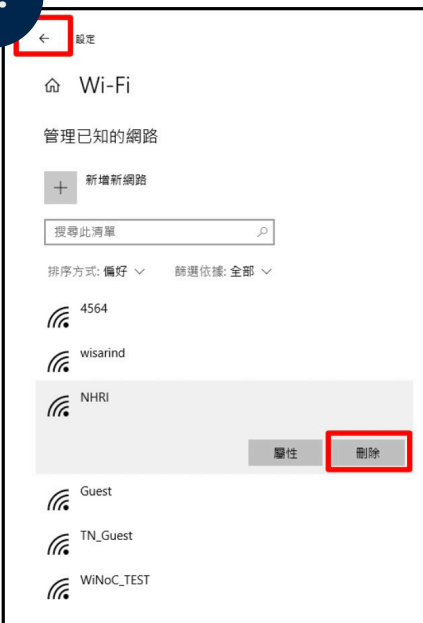 設定
Wi-Fi
管理已知的網路
新增新網路
搜尋此清單
排序方式: 偏好 篩選依據: 全部
4564
wisarind
NHRI
屬性 刪除
Guest
TN_Guest
WiNoC_TEST